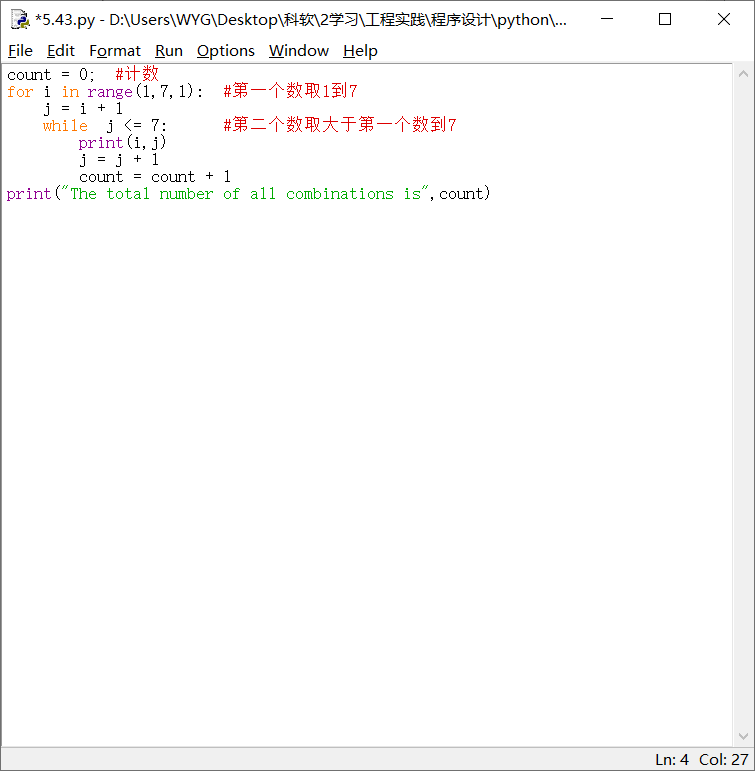 *5.43.py - D:\Users\WYG\Desktop\科软\2学习\工程实践\程序设计\python\...
File Edit Format Run Options Window Help
count = 0;  #计数
for i in range(1,7,1):  #第一个数取1到7
    j = i + 1
    while  j <= 7:      #第二个数取大于第一个数到7
        print(i,j)
        j = j + 1
        count = count + 1
print("The total number of all combinations is",count)
Ln: 4 Col: 27